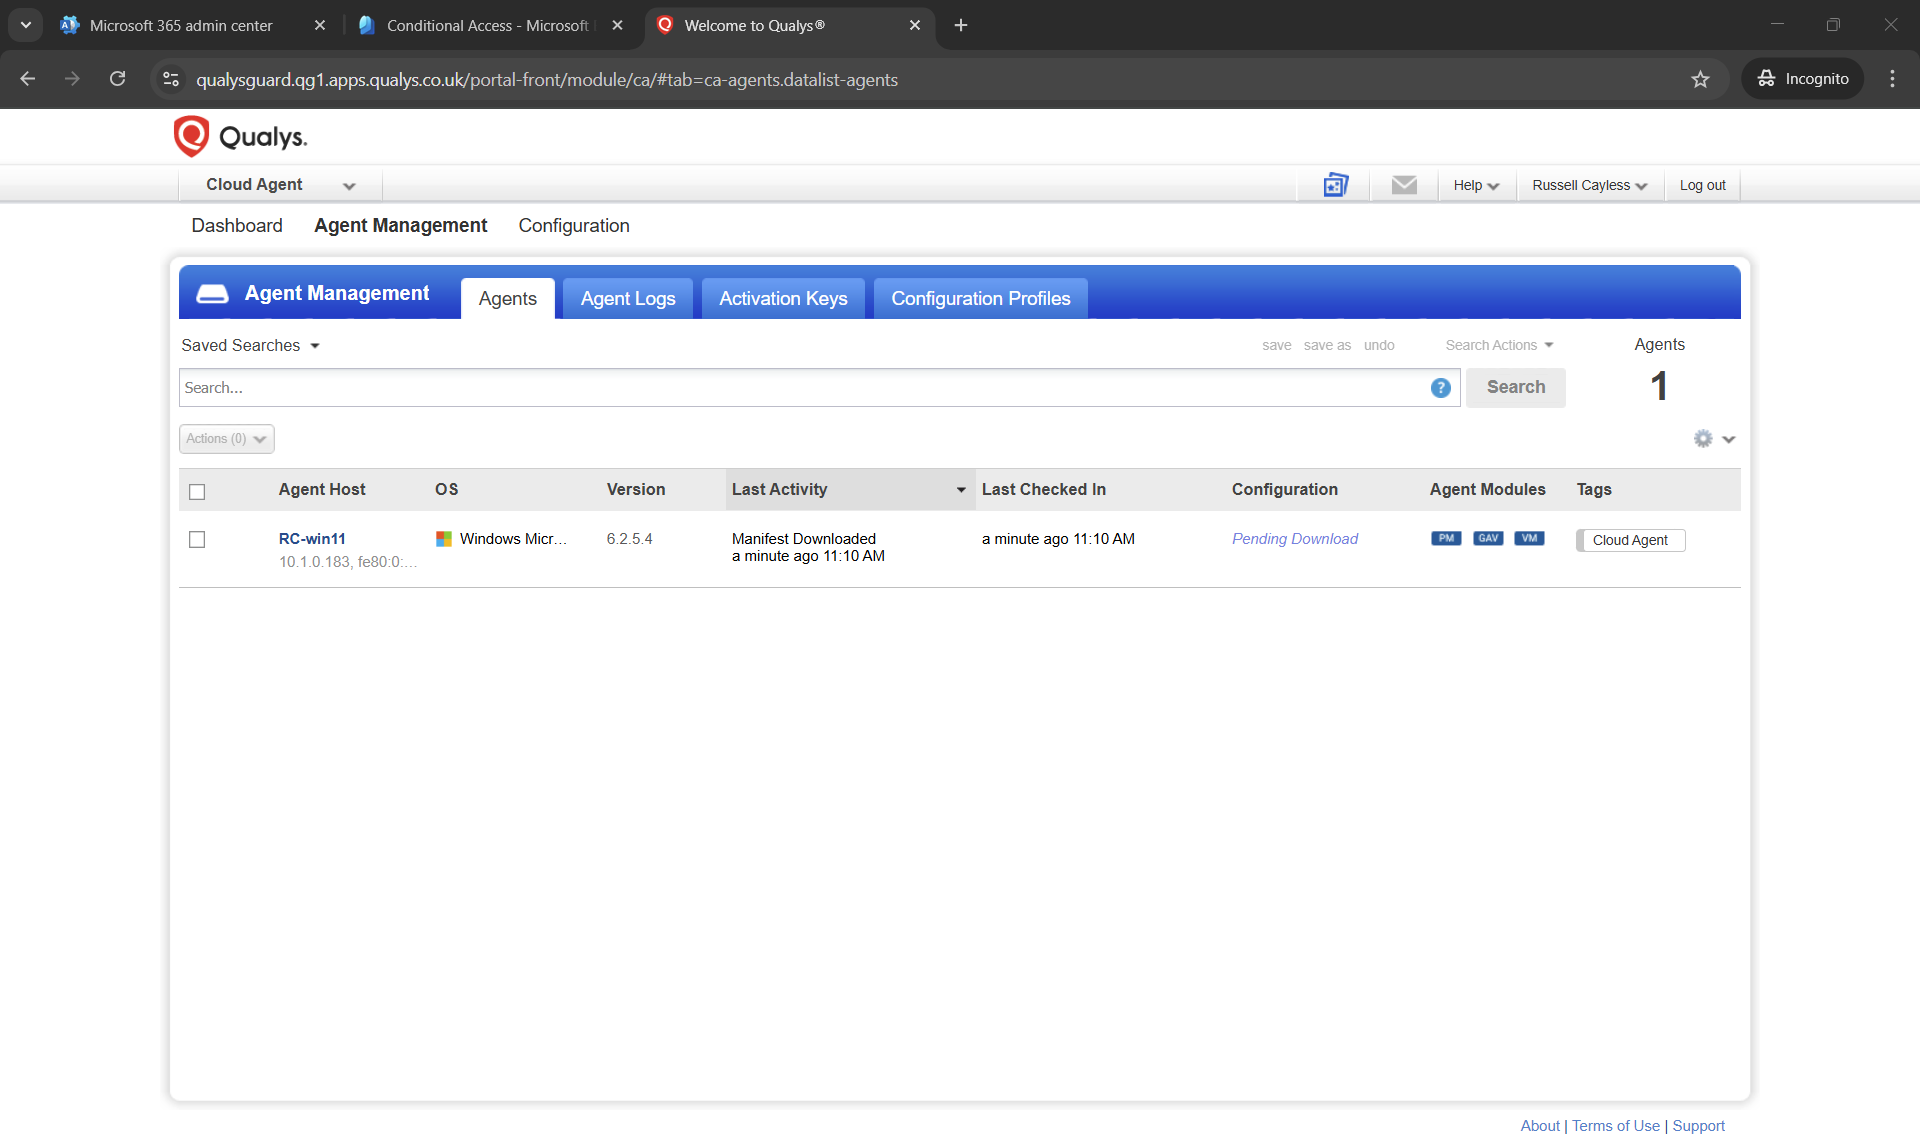 Microsoft 365 admin center
Conditional Access - Microsoft
Welcome to Qualys®
qualysguard.qg1.apps.qualys.co.uk/portal-front/module/ca/#tab=ca-agents.datalist-agents
Incognito
Qualys.
Cloud Agent
Help
Russell Cayless
Log out
Dashboard
Agent Management
Configuration
Agent Management
Agents
Agent Logs
Activation Keys
Configuration Profiles
Saved Searches
save save as undo
Search Actions
Agents
Search...
?
Search
1
Actions (0)
Agent Host OS Version Last Activity Last Checked In Configuration Agent Modules Tags
RC-win11 Windows Micr... 6.2.5.4 Manifest Downloaded a minute ago 11:10 AM Pending Download PM GAV VM Cloud Agent
a minute ago 11:10 AM
10.1.0.183, fe80:0:...
About | Terms of Use | Support